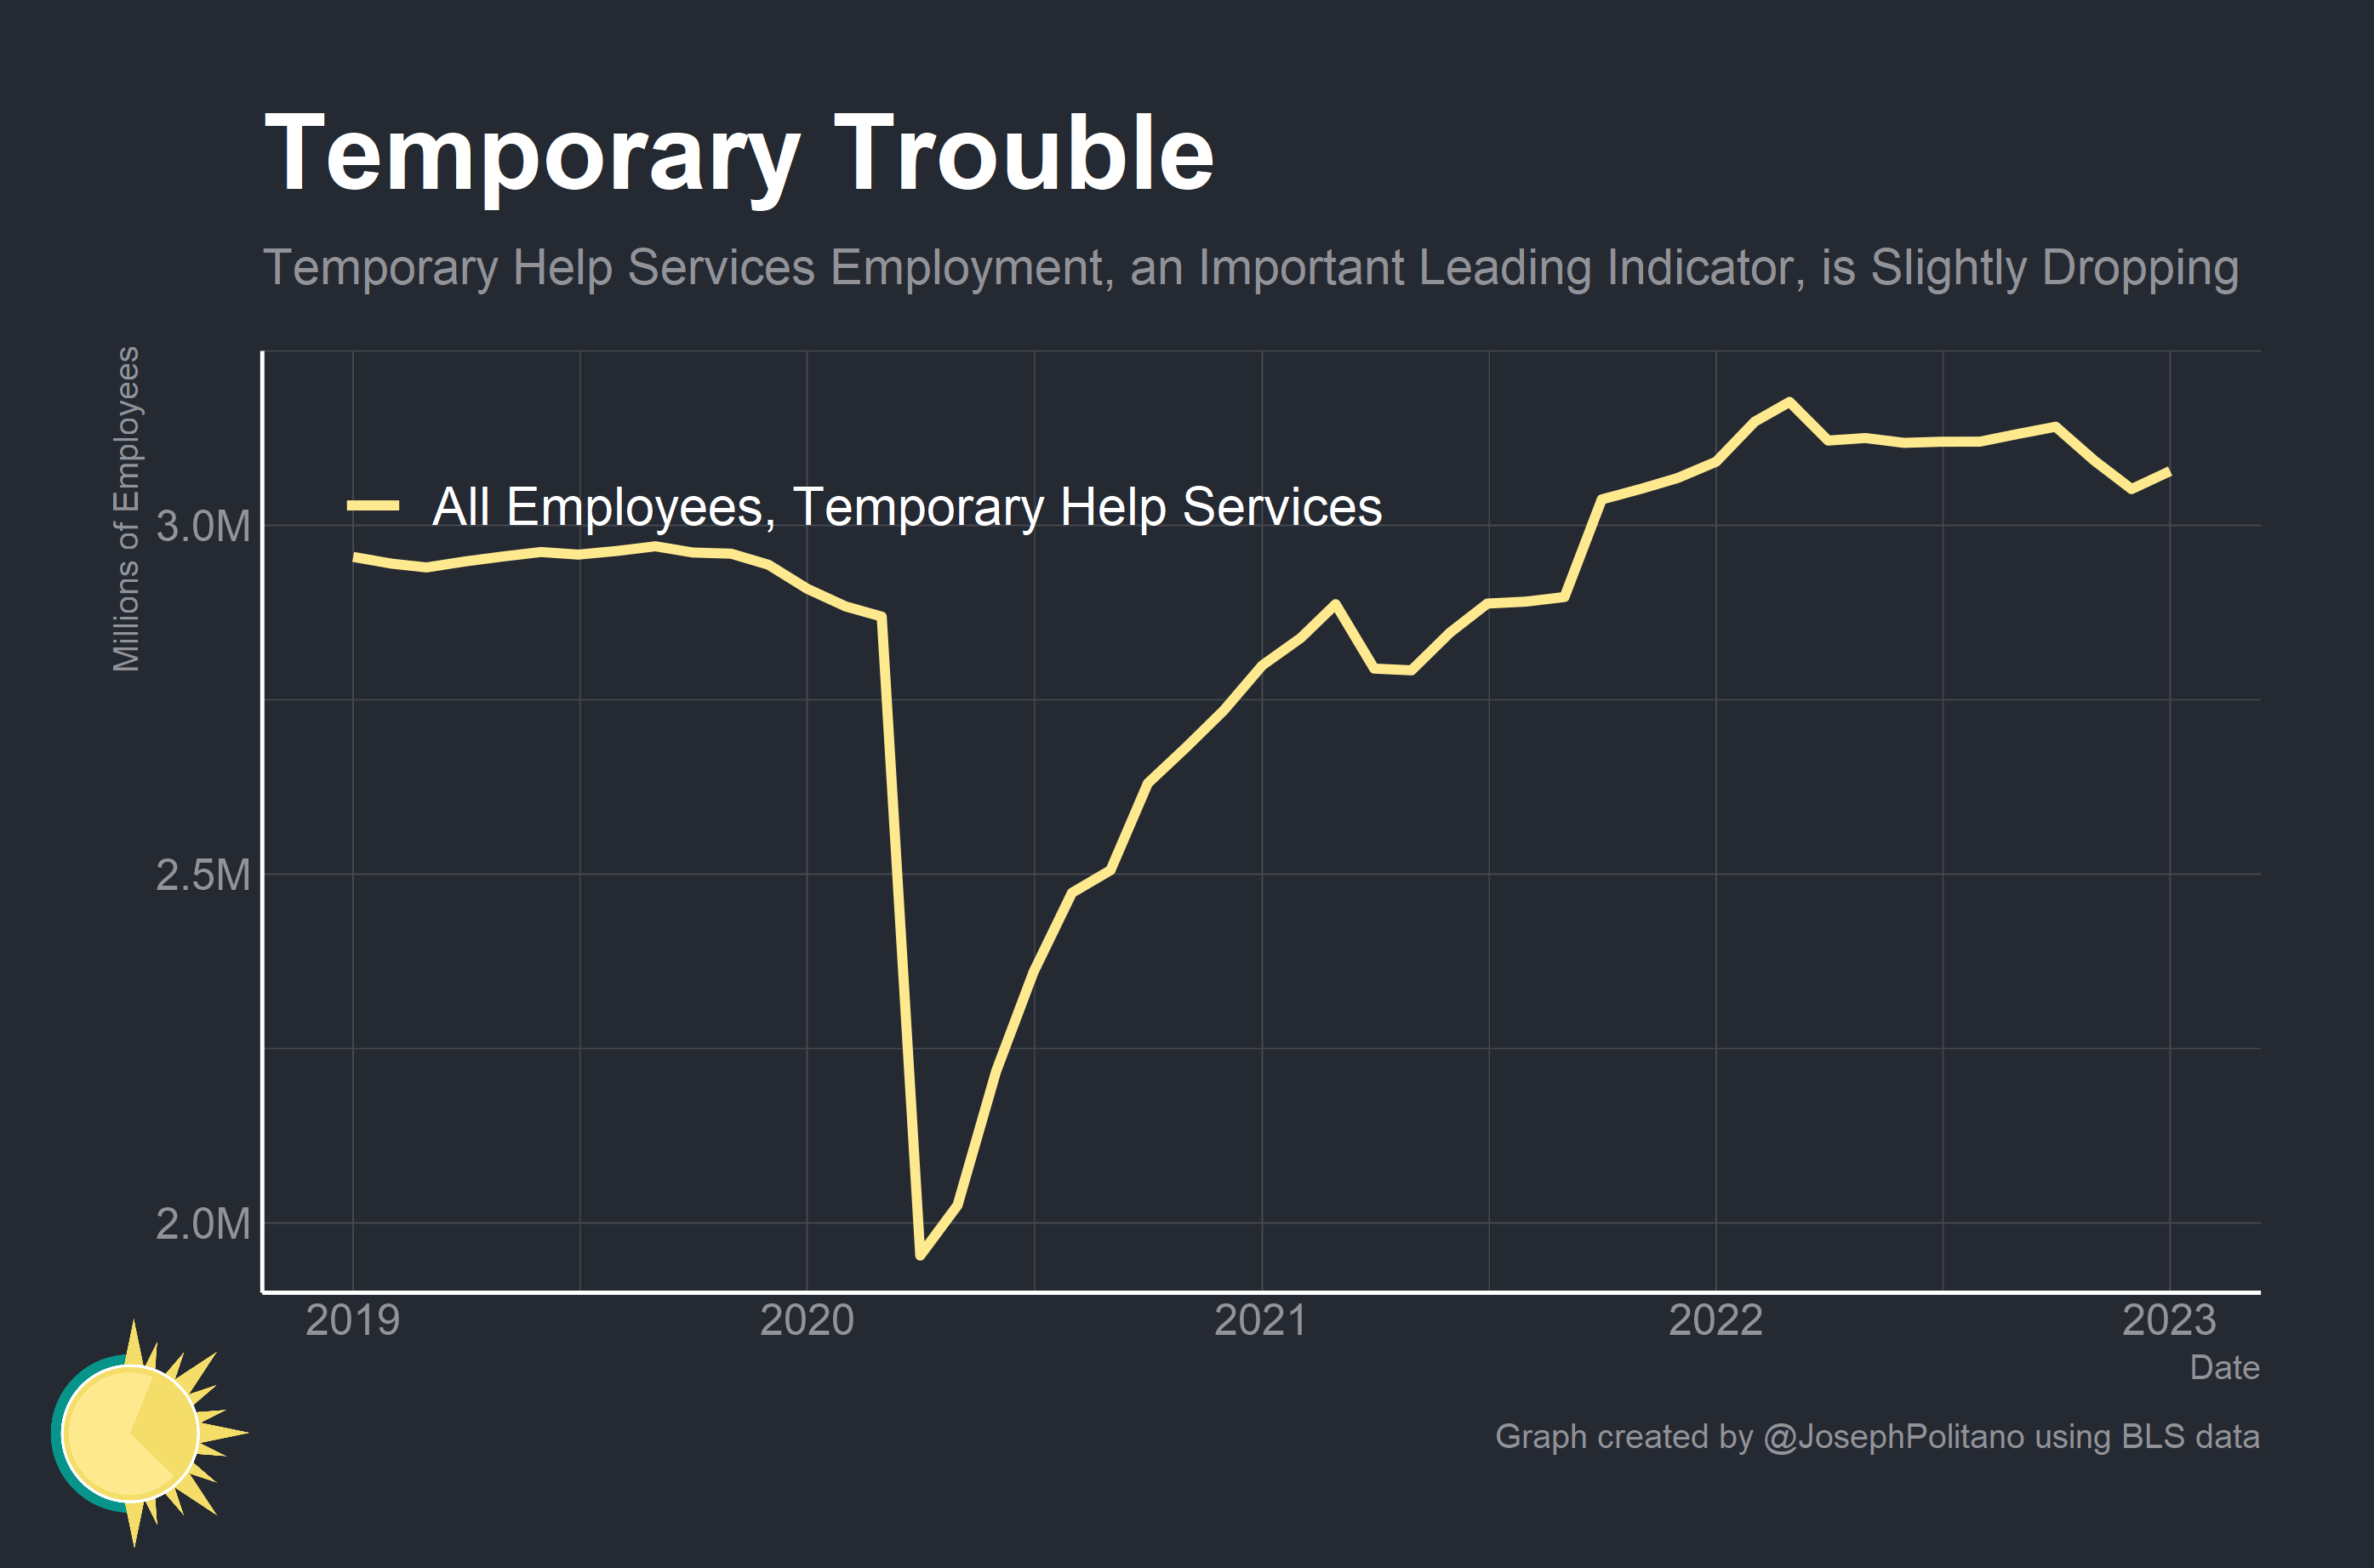 Temporary Trouble
Temporary Help Services Employment, an Important Leading Indicator, is Slightly Dropping
Millions of Employees
All Employees, Temporary Help Services
3.0M
2.5M
2.0M
2019 2020 2021 2022 2023
Date
Graph created by @JosephPolitano using BLS data